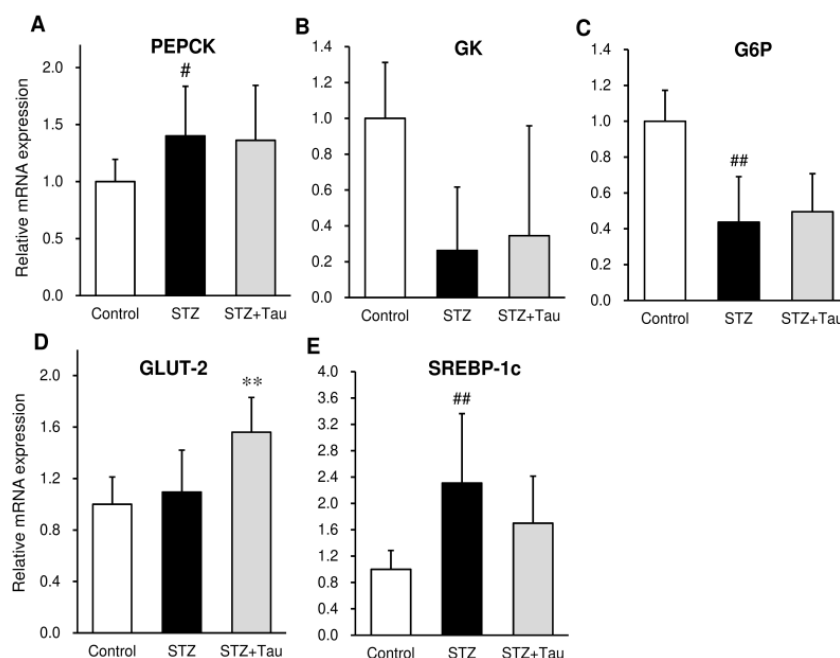 A
PEPCK
Relative mRNA expression
2.0
1.5
1.0
0.5
0.0
#
Control STZ STZ+Tau
B
GK
1.4
1.2
1.0
0.8
0.6
0.4
0.2
0.0
Control STZ STZ+Tau
C
G6P
1.4
1.2
1.0
0.8
0.6
0.4
0.2
0.0
##
Control STZ STZ+Tau
D
GLUT-2
Relative mRNA expression
2.0
1.6
1.2
0.8
0.4
0.0
**
Control STZ STZ+Tau
E
SREBP-1c
4.0
3.6
3.2
2.8
2.4
2.0
1.6
1.2
0.8
0.4
0.0
##
Control STZ STZ+Tau